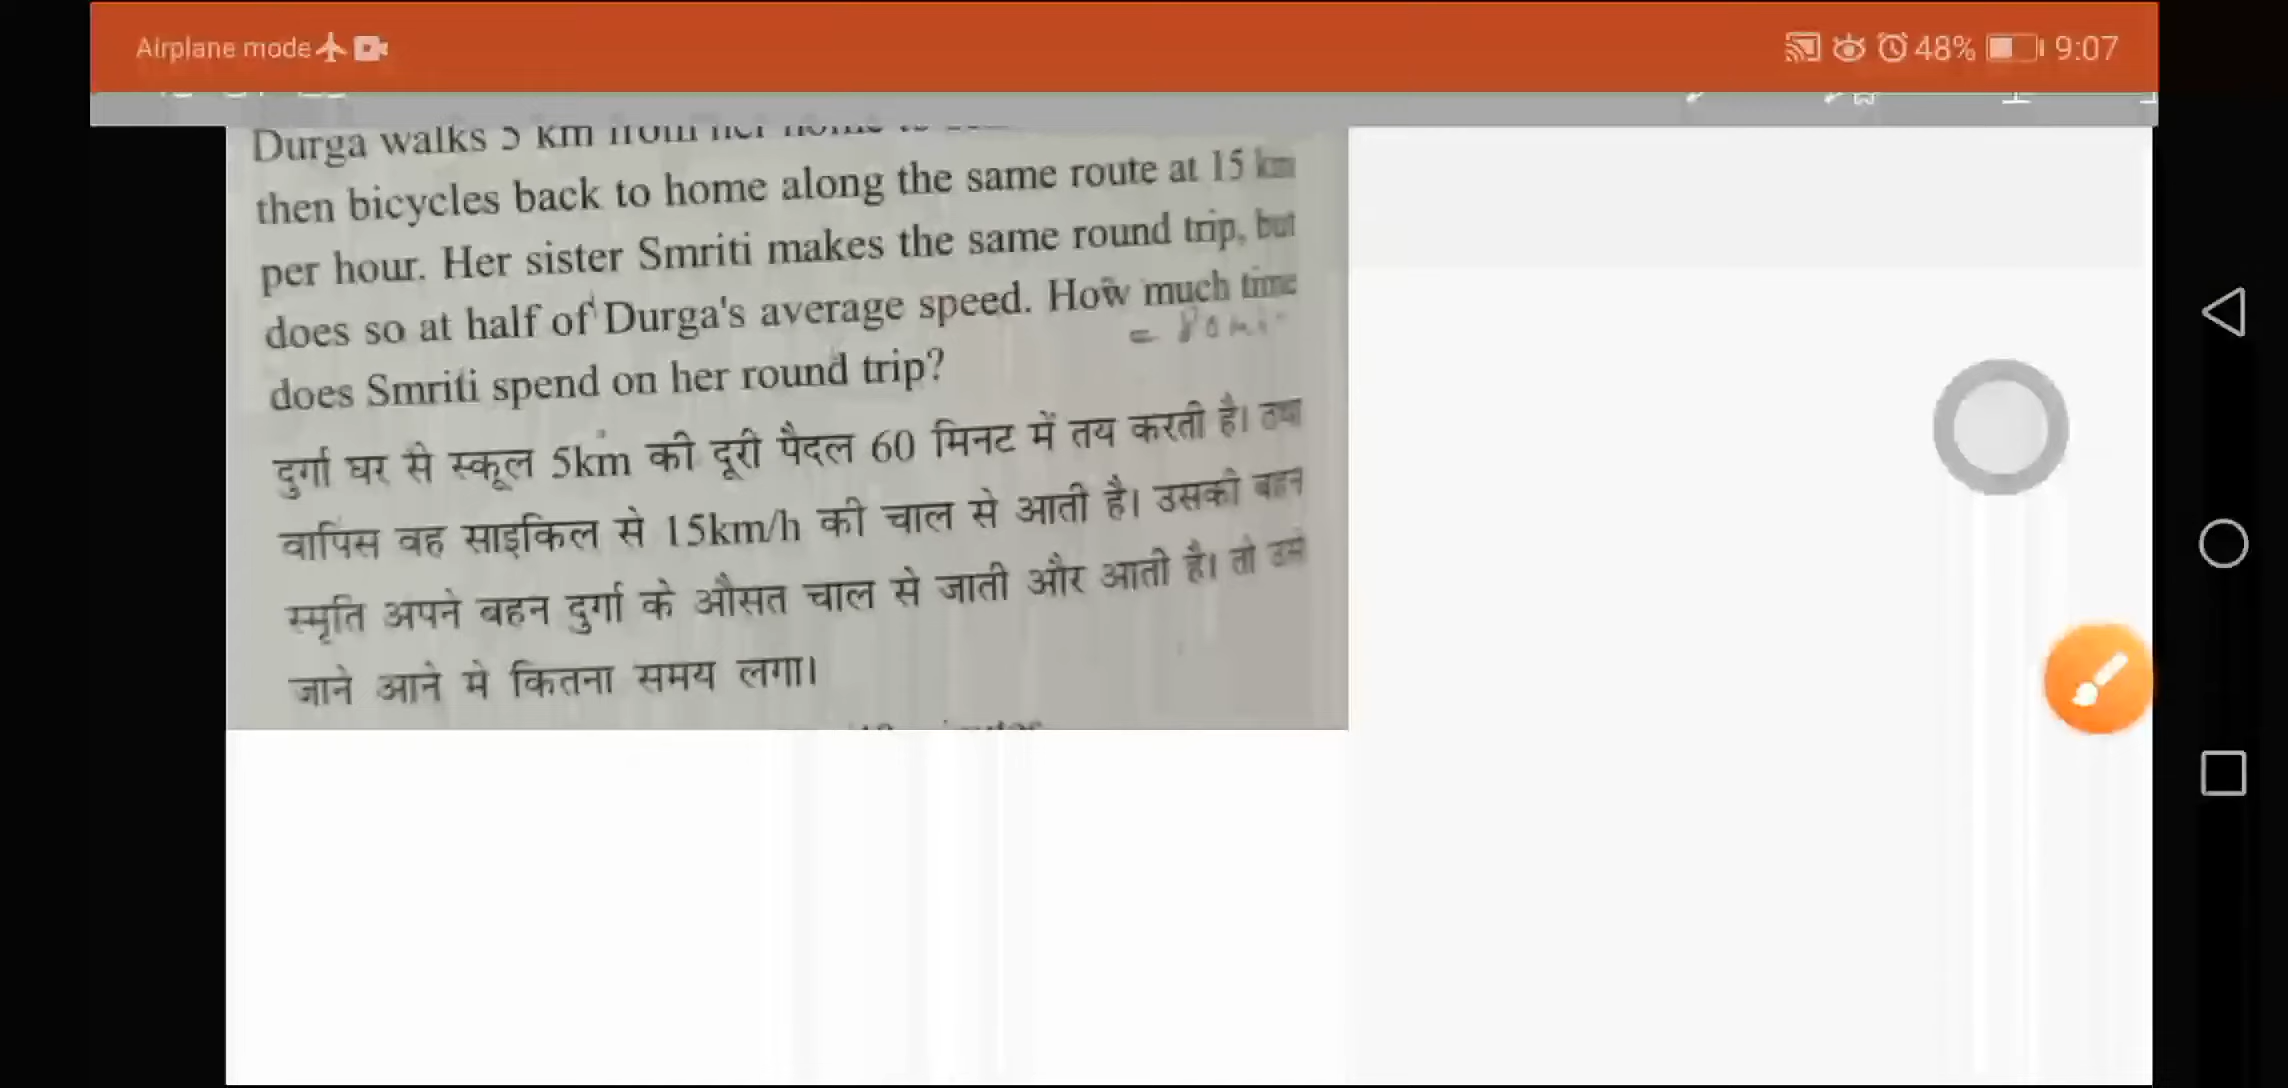 Airplane mode
48%
9:07
Durga walks 5 km from her home to
then bicycles back to home along the same route at 15 km
per hour. Her sister Smriti makes the same round trip, but
does so at half of Durga's average speed. How much time
does Smriti spend on her round trip?
दुर्गा घर से स्कूल 5km की दूरी पैदल 60 मिनट में तय करती है। तथा
वापिस वह साइकिल से 15km/h की चाल से आती है। उसकी बहन
स्मृति अपने बहन दुर्गा के औसत चाल से जाती और आती है। तो उसे
जाने आने मे कितना समय लगा।